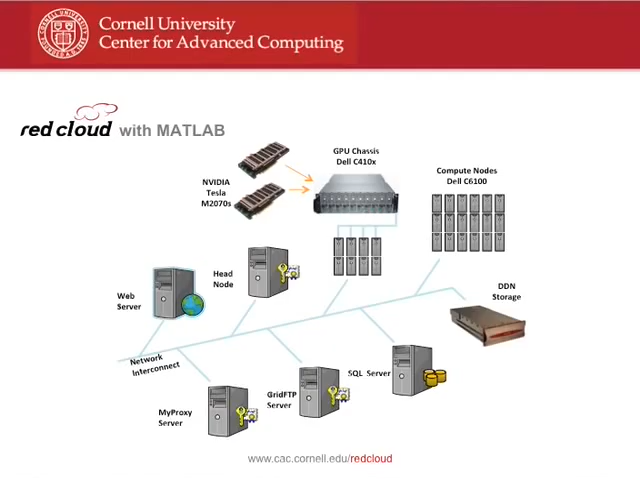 Cornell University
Center for Advanced Computing
red cloud with MATLAB
GPU Chassis
Dell C410x
Compute Nodes
Dell C6100
NVIDIA
Tesla
M2070s
Head
Node
Web
Server
DDN
Storage
Network
Interconnect
SQL Server
GridFTP
Server
MyProxy
Server
www.cac.cornell.edu/redcloud